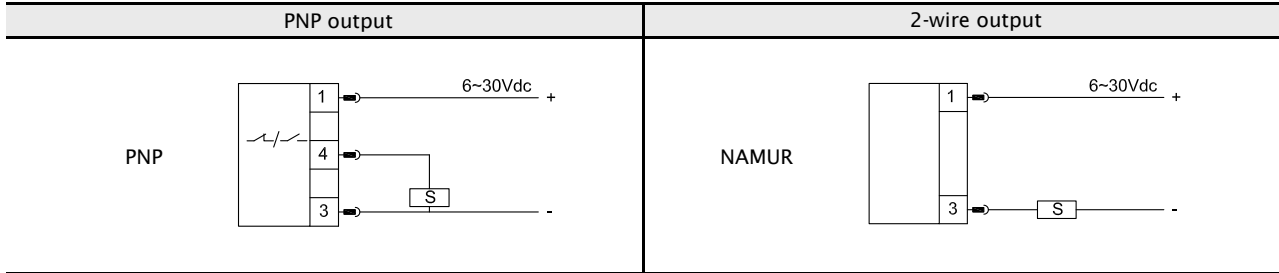 PNP output
2-wire output
PNP
1
6~30Vdc +
4
S
3
-
NAMUR
1
6~30Vdc +
3
S
-